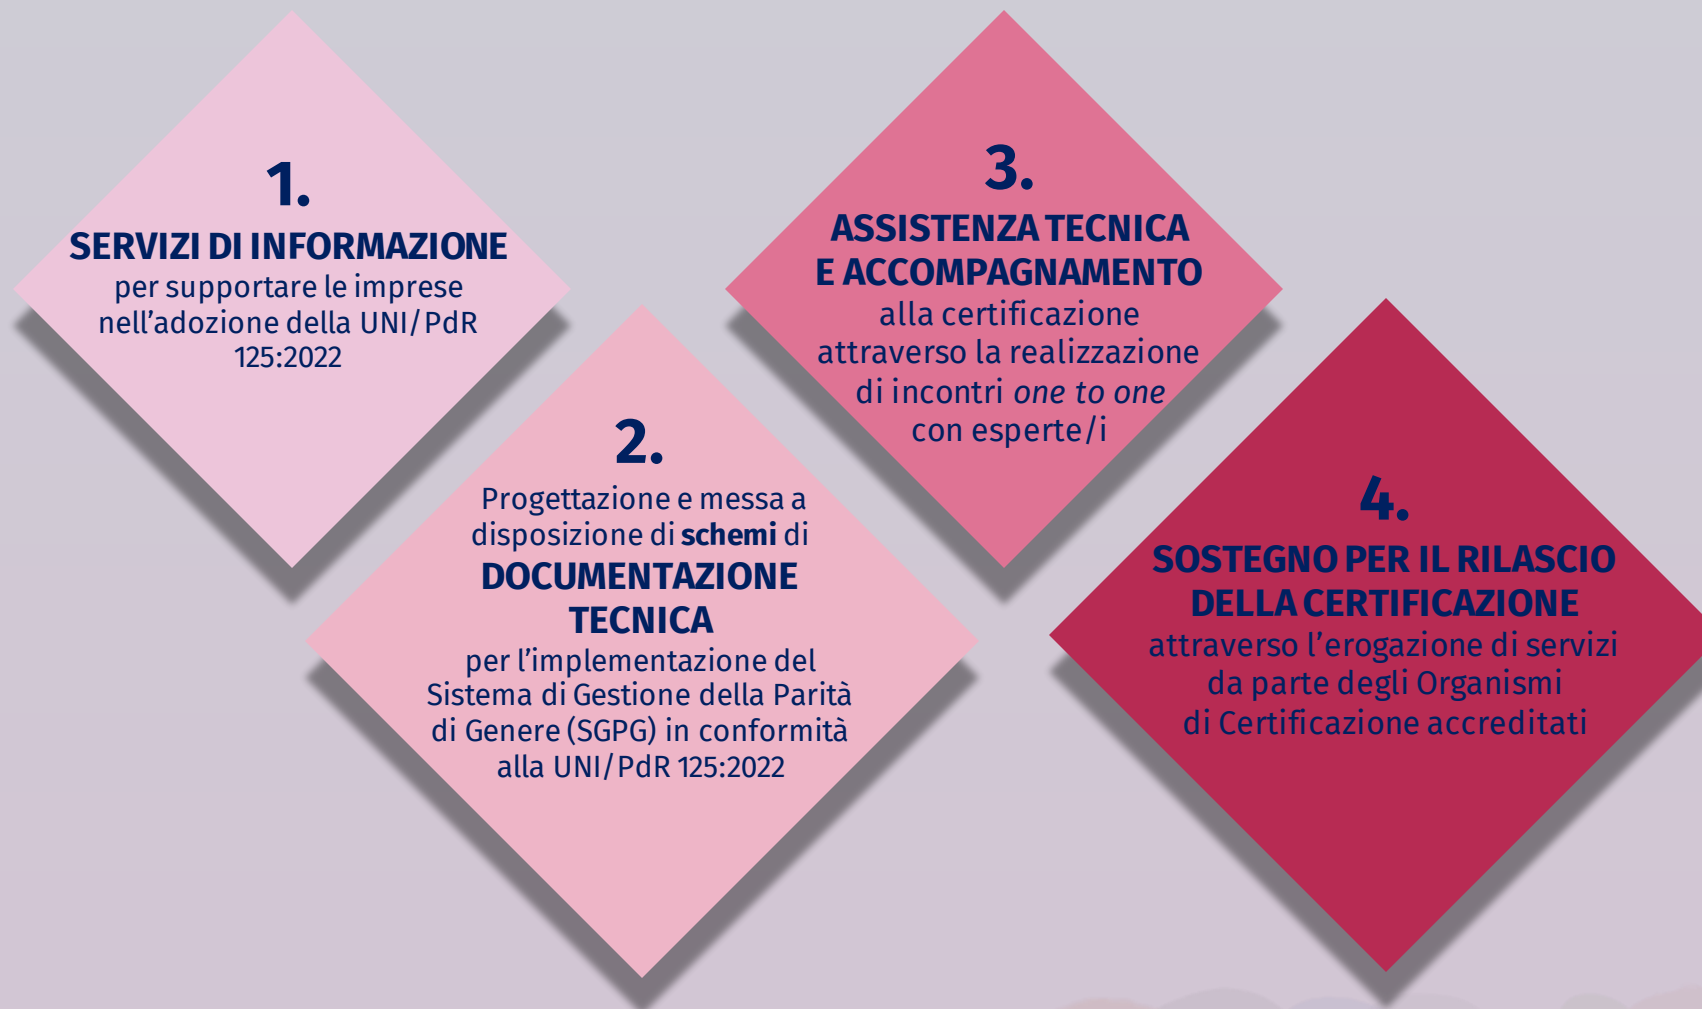 1.
SERVIZI DI INFORMAZIONE
per supportare le imprese
nell’adozione della UNI/PdR
125:2022
2.
Progettazione e messa a
disposizione di schemi di
DOCUMENTAZIONE
TECNICA
per l’implementazione del
Sistema di Gestione della Parità
di Genere (SGPG) in conformità
alla UNI/PdR 125:2022
3.
ASSISTENZA TECNICA
E ACCOMPAGNAMENTO
alla certificazione
attraverso la realizzazione
di incontri one to one
con esperte/i
4.
SOSTEGNO PER IL RILASCIO
DELLA CERTIFICAZIONE
attraverso l’erogazione di servizi
da parte degli Organismi
di Certificazione accreditati